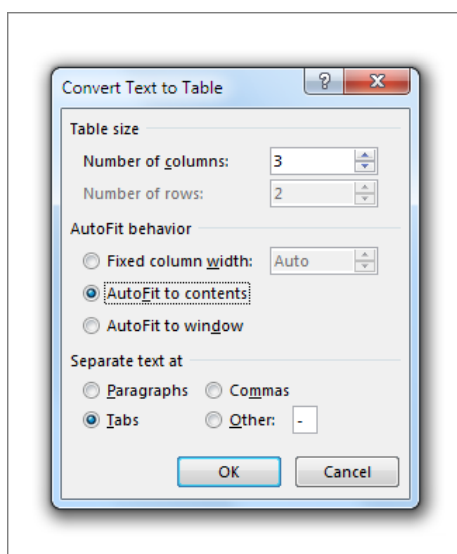 Convert Text to Table
Table size
Number of columns: 3
Number of rows: 2
AutoFit behavior
Fixed column width: Auto
AutoFit to contents
AutoFit to window
Separate text at
Paragraphs Commas
Tabs Other: -
OK Cancel